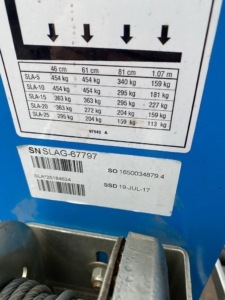 46 cm 61 cm 81 cm 1.07 m
SLA-5 454 kg 454 kg 340 kg 159 kg
SLA-10 454 kg 454 kg 295 kg 181 kg
SLA-15 363 kg 363 kg 295 kg 227 kg
SLA-20 363 kg 272 kg 204 kg 159 kg
SLA-25 295 kg 204 kg 159 kg 113 kg
SN SLAG-67797
SO 1650034879.4
SSD 19-JUL-17